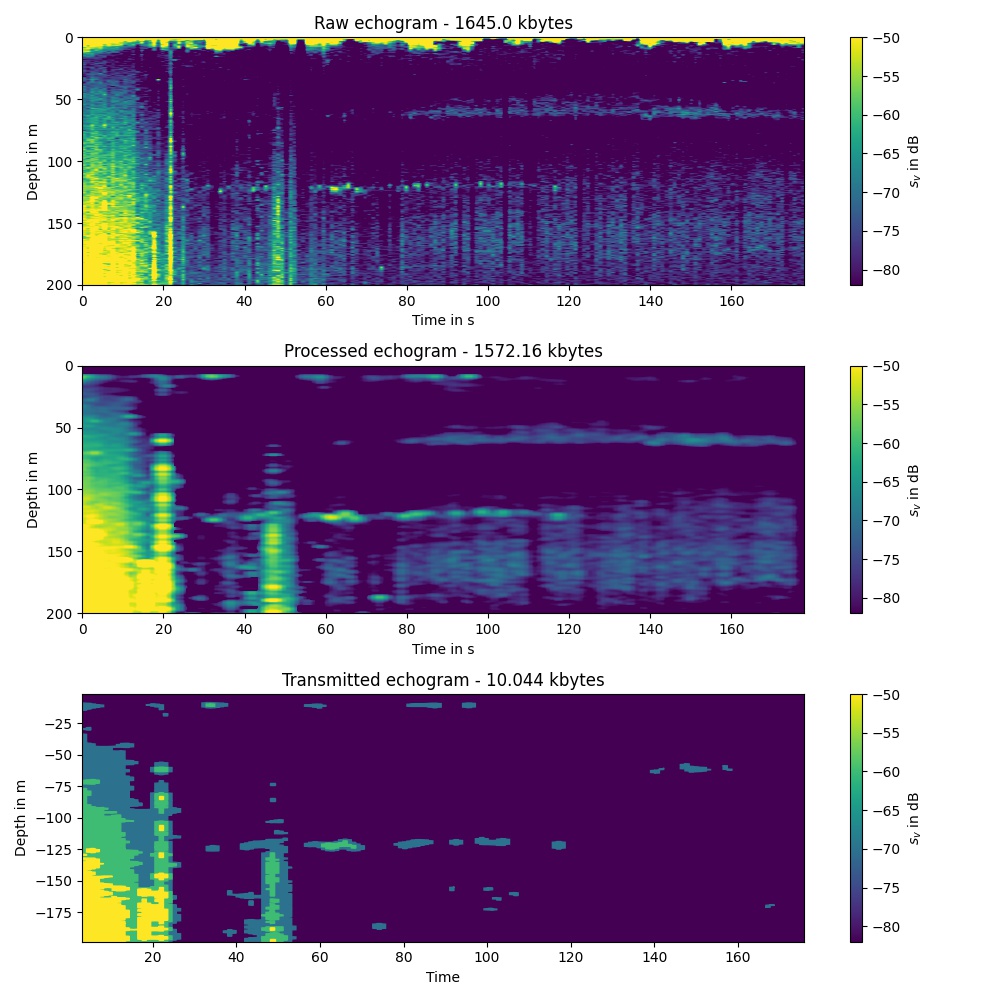 Raw echogram - 1645.0 kbytes
0
50
100
150
200
Depth in m
0 20 40 60 80 100 120 140 160
Time in s
−50
−55
−60
−65
−70
−75
−80
sv in dB
Processed echogram - 1572.16 kbytes
0
50
100
150
200
Depth in m
0 20 40 60 80 100 120 140 160
Time in s
−50
−55
−60
−65
−70
−75
−80
sv in dB
Transmitted echogram - 10.044 kbytes
−25
−50
−75
−100
−125
−150
−175
Depth in m
20 40 60 80 100 120 140 160
Time
−50
−55
−60
−65
−70
−75
−80
sv in dB